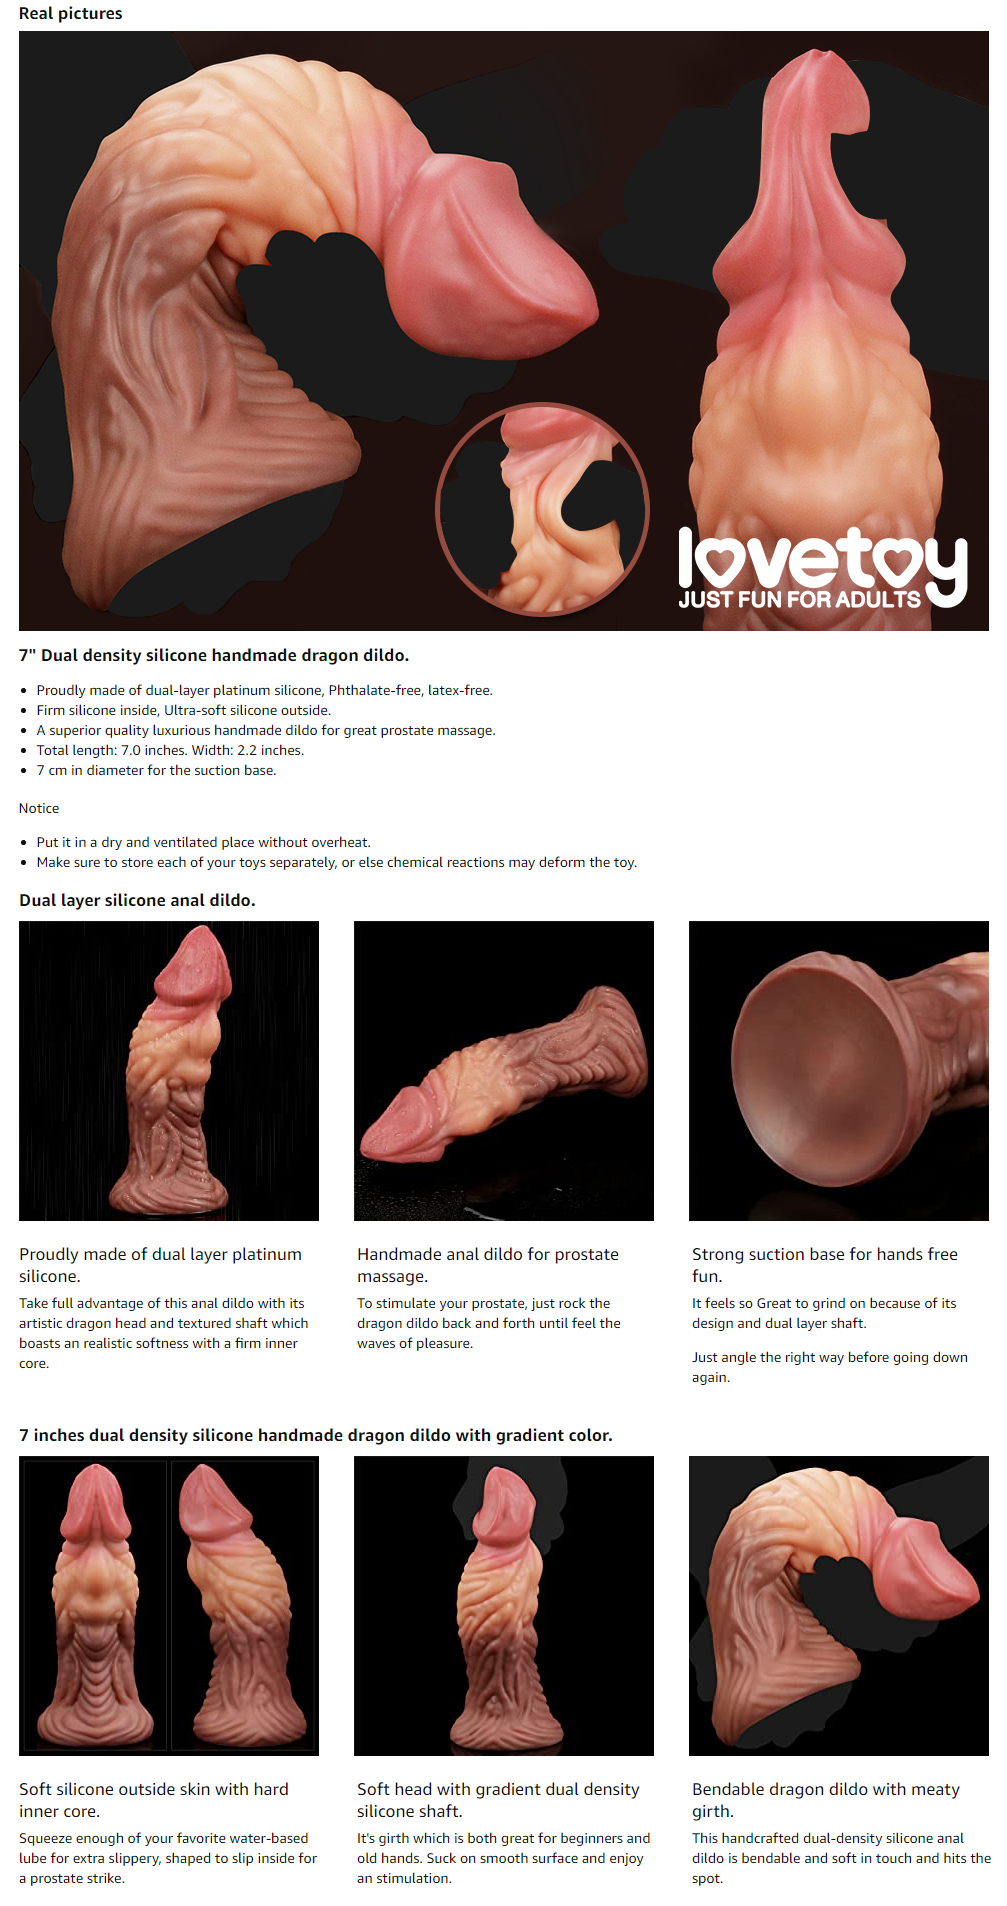 Real pictures
lovetoy
JUST FUN FOR ADULTS
7" Dual density silicone handmade dragon dildo.
Proudly made of dual-layer platinum silicone, Phthalate-free, latex-free.
Firm silicone inside, Ultra-soft silicone outside.
A superior quality luxurious handmade dildo for great prostate massage.
Total length: 7.0 inches. Width: 2.2 inches.
7 cm in diameter for the suction base.
Notice
Put it in a dry and ventilated place without overheat.
Make sure to store each of your toys separately, or else chemical reactions may deform the toy.
Dual layer silicone anal dildo.
Proudly made of dual layer platinum
silicone.
Take full advantage of this anal dildo with its
artistic dragon head and textured shaft which
boasts an realistic softness with a firm inner
core.
Handmade anal dildo for prostate
massage.
To stimulate your prostate, just rock the
dragon dildo back and forth until feel the
waves of pleasure.
Strong suction base for hands free
fun.
It feels so Great to grind on because of its
design and dual layer shaft.
Just angle the right way before going down
again.
7 inches dual density silicone handmade dragon dildo with gradient color.
Soft silicone outside skin with hard
inner core.
Squeeze enough of your favorite water-based
lube for extra slippery, shaped to slip inside for
a prostate strike.
Soft head with gradient dual density
silicone shaft.
It's girth which is both great for beginners and
old hands. Suck on smooth surface and enjoy
an stimulation.
Bendable dragon dildo with meaty
girth.
This handcrafted dual-density silicone anal
dildo is bendable and soft in touch and hits the
spot.